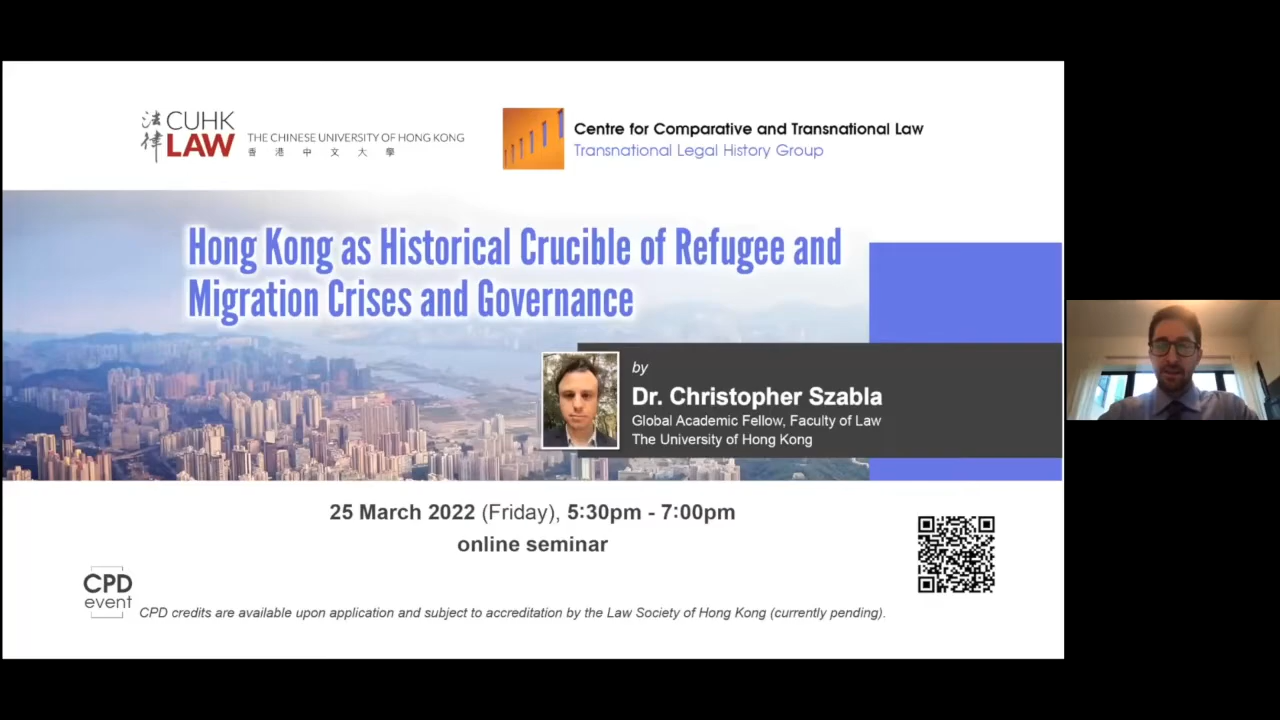 法律 CUHK LAW
THE CHINESE UNIVERSITY OF HONG KONG
香港中文大學
Centre for Comparative and Transnational Law
Transnational Legal History Group
Hong Kong as Historical Crucible of Refugee and
Migration Crises and Governance
by
Dr. Christopher Szabla
Global Academic Fellow, Faculty of Law
The University of Hong Kong
25 March 2022 (Friday), 5:30pm - 7:00pm
online seminar
CPD
event
CPD credits are available upon application and subject to accreditation by the Law Society of Hong Kong (currently pending).